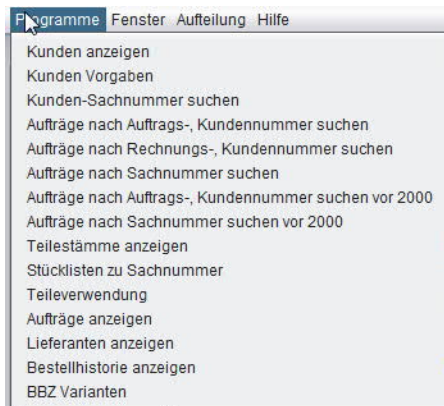 Programme Fenster Aufteilung Hilfe
Kunden anzeigen
Kunden Vorgaben
Kunden-Sachnummer suchen
Aufträge nach Auftrags-, Kundennummer suchen
Aufträge nach Rechnungs-, Kundennummer suchen
Aufträge nach Sachnummer suchen
Aufträge nach Auftrags-, Kundennummer suchen vor 2000
Aufträge nach Sachnummer suchen vor 2000
Teilestämme anzeigen
Stücklisten zu Sachnummer
Teileverwendung
Aufträge anzeigen
Lieferanten anzeigen
Bestellhistorie anzeigen
BBZ Varianten